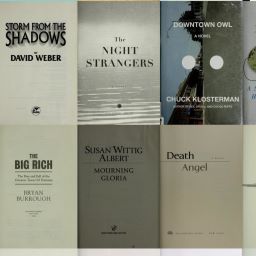 STORM FROM THE
SHADOWS
BY
DAVID WEBER
The
NIGHT
STRANGERS
DOWNTOWN OWL
A NOVEL
CHUCK KLOSTERMAN
THE
BIG RICH
BRYAN
BURROUGH
SUSAN WITTIG
ALBERT
MOURNING
GLORIA
Death
Angel